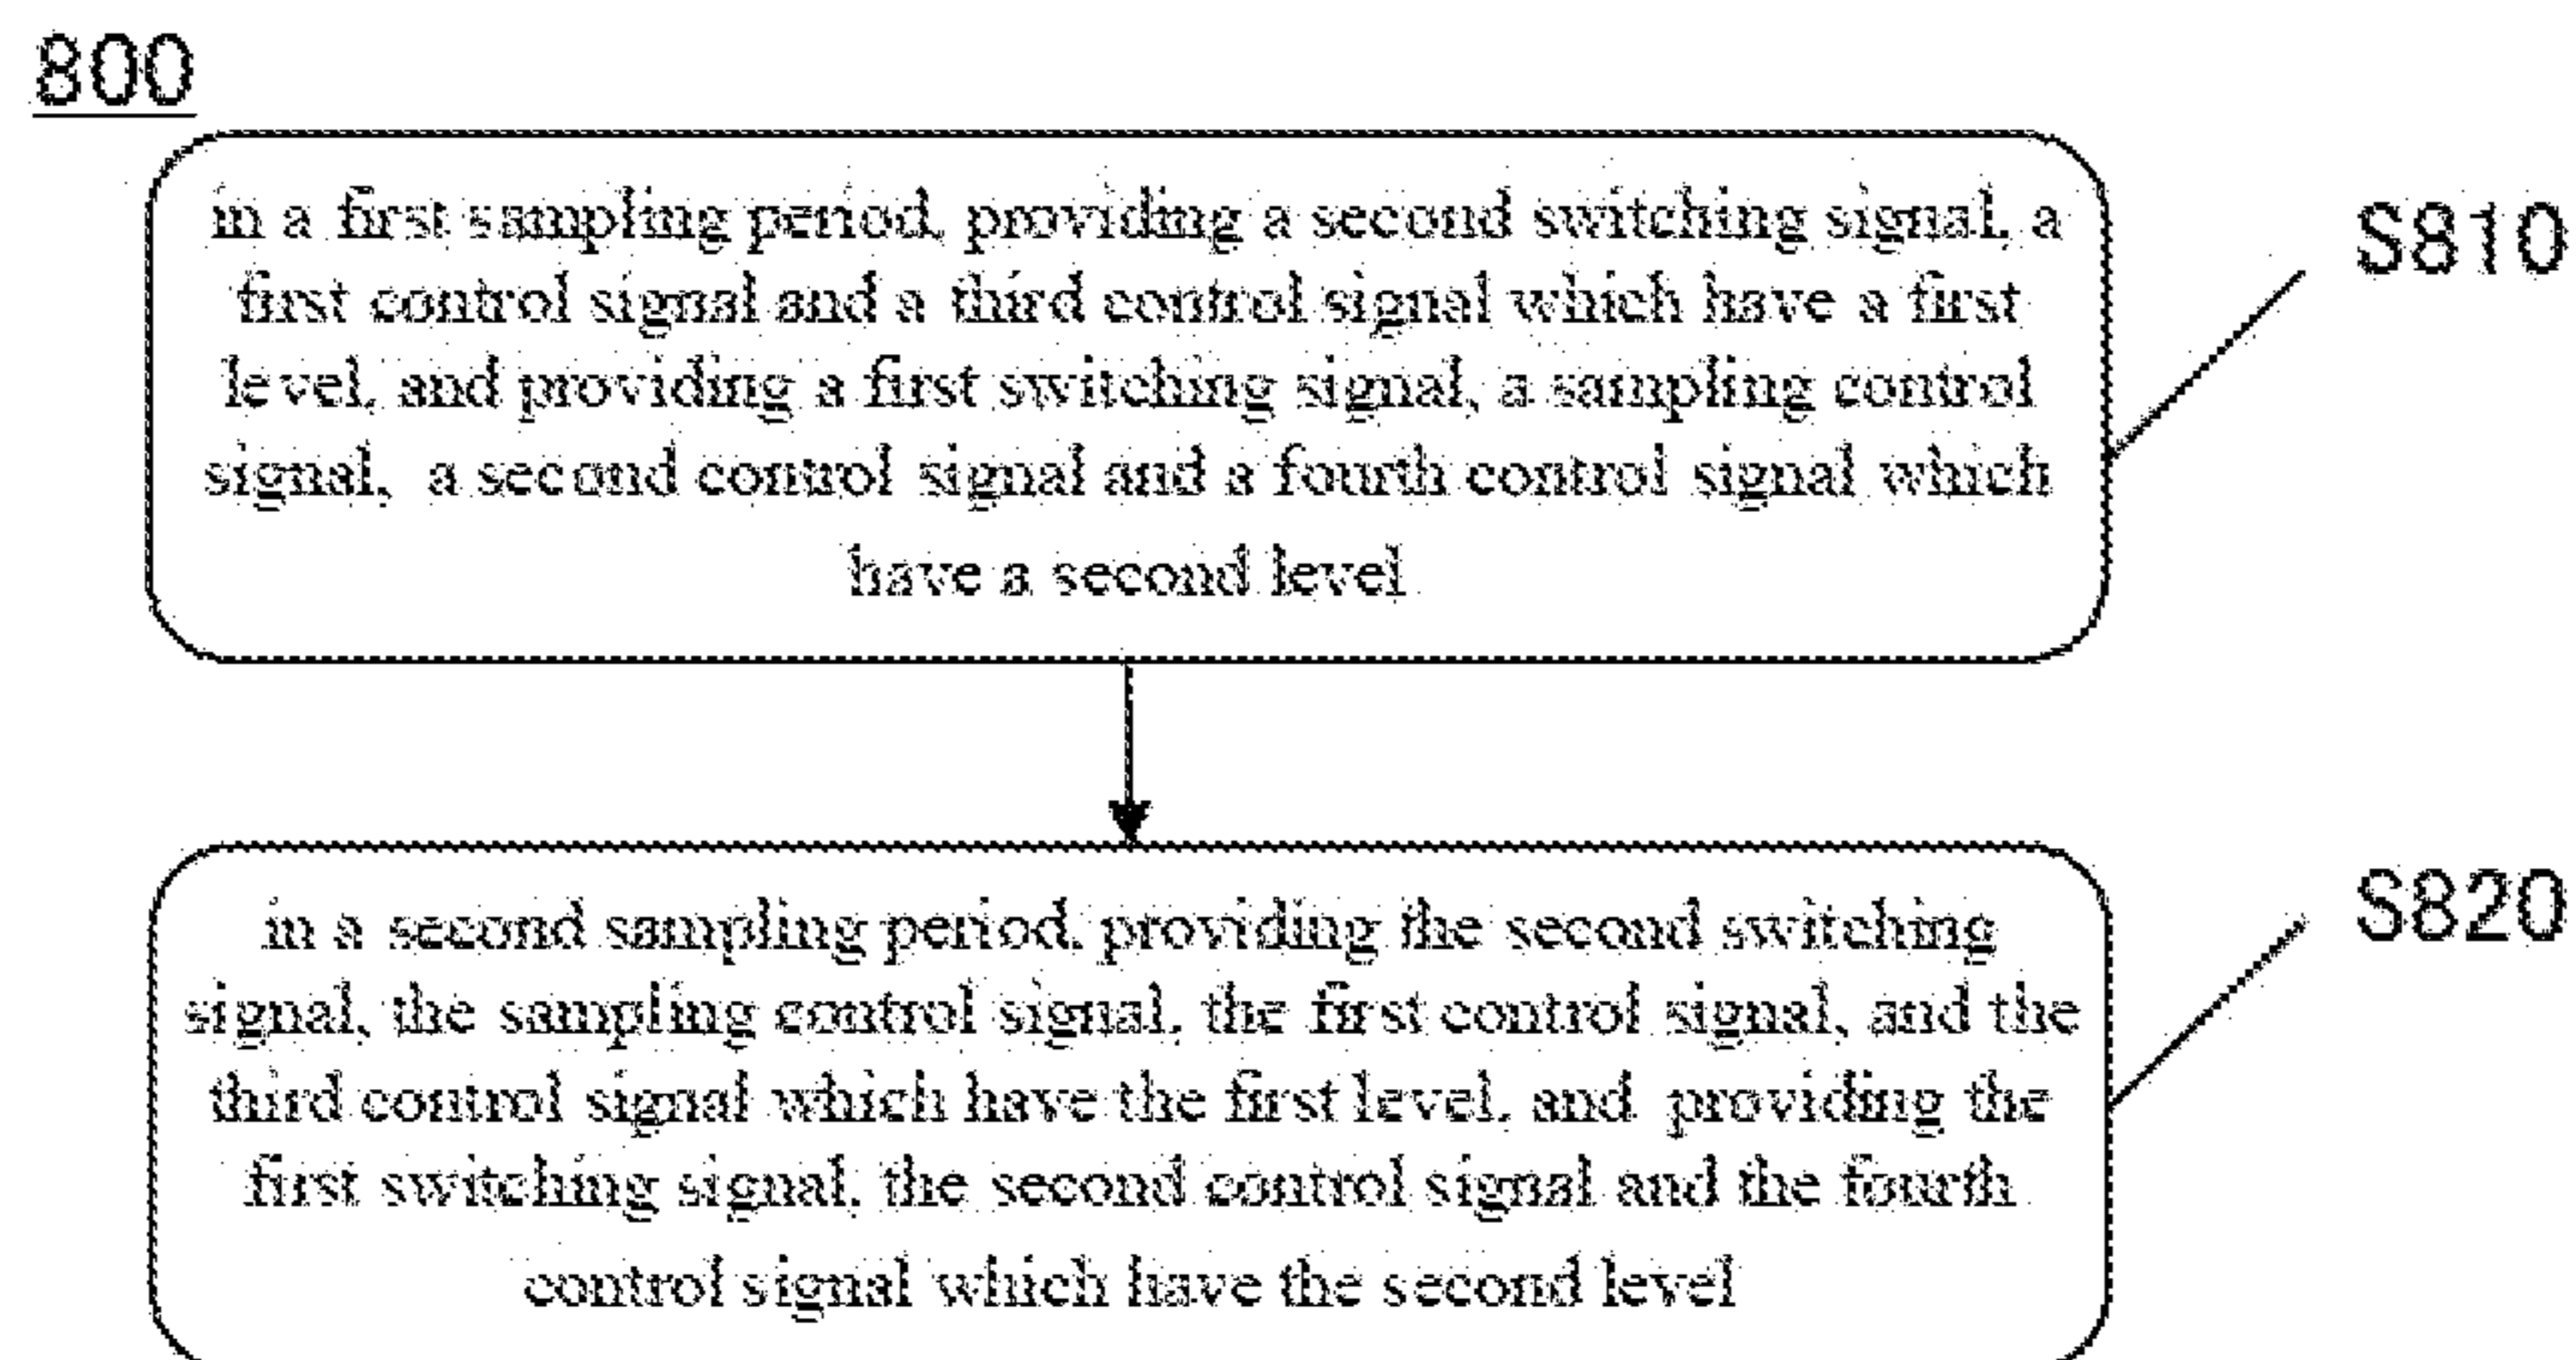 800
in a first sampling period, providing a second switching signal, a
first control signal and a third control signal which have a first
level, and providing a first switching signal, a sampling control
signal, a second control signal and a fourth control signal which
have a second level
S810
in a second sampling period, providing the second switching
signal, the sampling control signal, the first control signal, and the
third control signal which have the first level, and providing the
first switching signal, the second control signal and the fourth
control signal which have the second level
S820